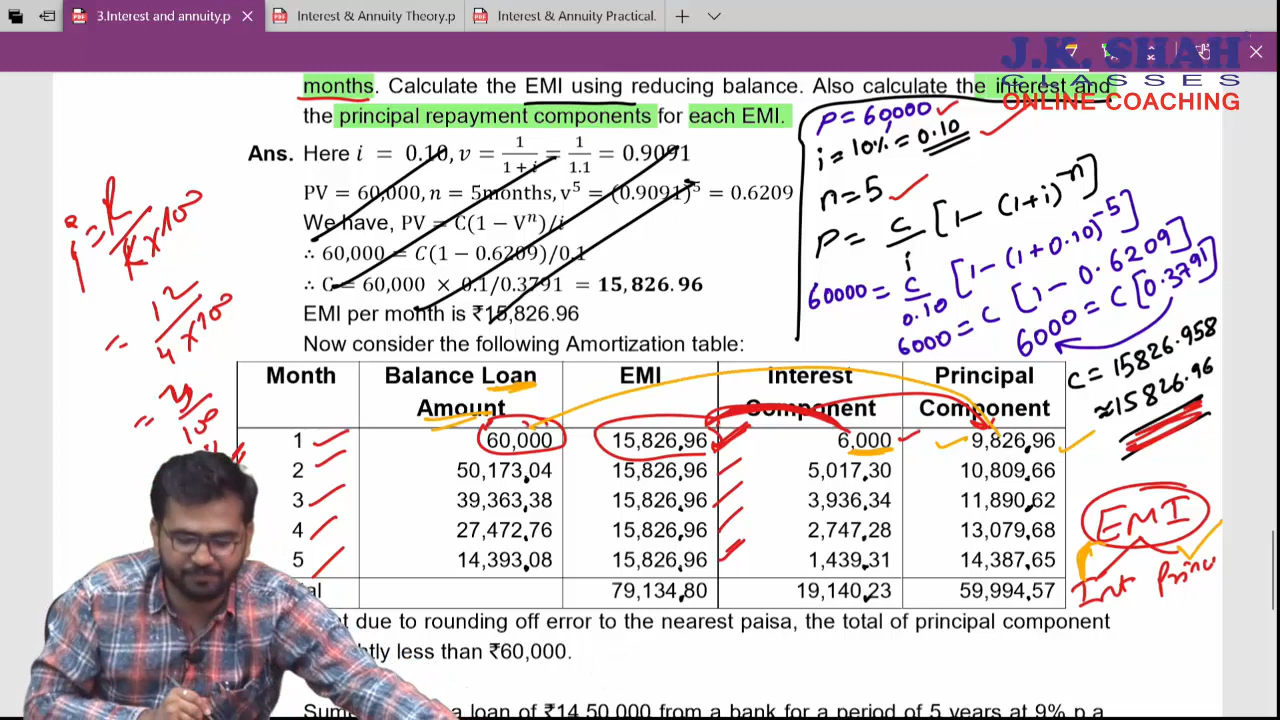 3.Interest and annuity.p
Interest & Annuity Theory.p
Interest & Annuity Practical.
J.K. SHAH
CLASSES
ONLINE COACHING
months. Calculate the EMI using reducing balance. Also calculate the interest and
the principal repayment components for each EMI.
Ans. Here i = 0.10, v = 1/(1 + i) = 1/1.1 = 0.9091
PV = 60,000, n = 5months, v⁵ = (0.9091)⁵ = 0.6209
We have, PV = C(1 − Vⁿ)/i
∴ 60,000 = C(1 − 0.6209)/0.1
∴ C = 60,000 × 0.1/0.3791 = 15,826.96
EMI per month is ₹15,826.96
Now consider the following Amortization table:
P = 60000
i = 10% = 0.10
n = 5
P = C/i [1 - (1+i)^-n]
60000 = C/0.10 [1 - (1+0.10)^-5]
6000 = C [1 - 0.6209]
6000 = C [0.3791]
C = 15826.958
≈ 15826.96
= 12/4 × 100
Month Balance Loan Amount EMI Interest Component Principal Component
1 60,000 15,826,96 6,000 9,826,96
2 50,173,04 15,826,96 5,017,30 10,809,66
3 39,363,38 15,826,96 3,936,34 11,890,62
4 27,472,76 15,826,96 2,747,28 13,079,68
5 14,393,08 15,826,96 1,439,31 14,387,65
79,134,80 19,140,23 59,994,57
EMI
Int Princ
due to rounding off error to the nearest paisa, the total of principal component
less than ₹60,000.
a loan of ₹14,50,000 from a bank for a period of 5 years at 9% p.a